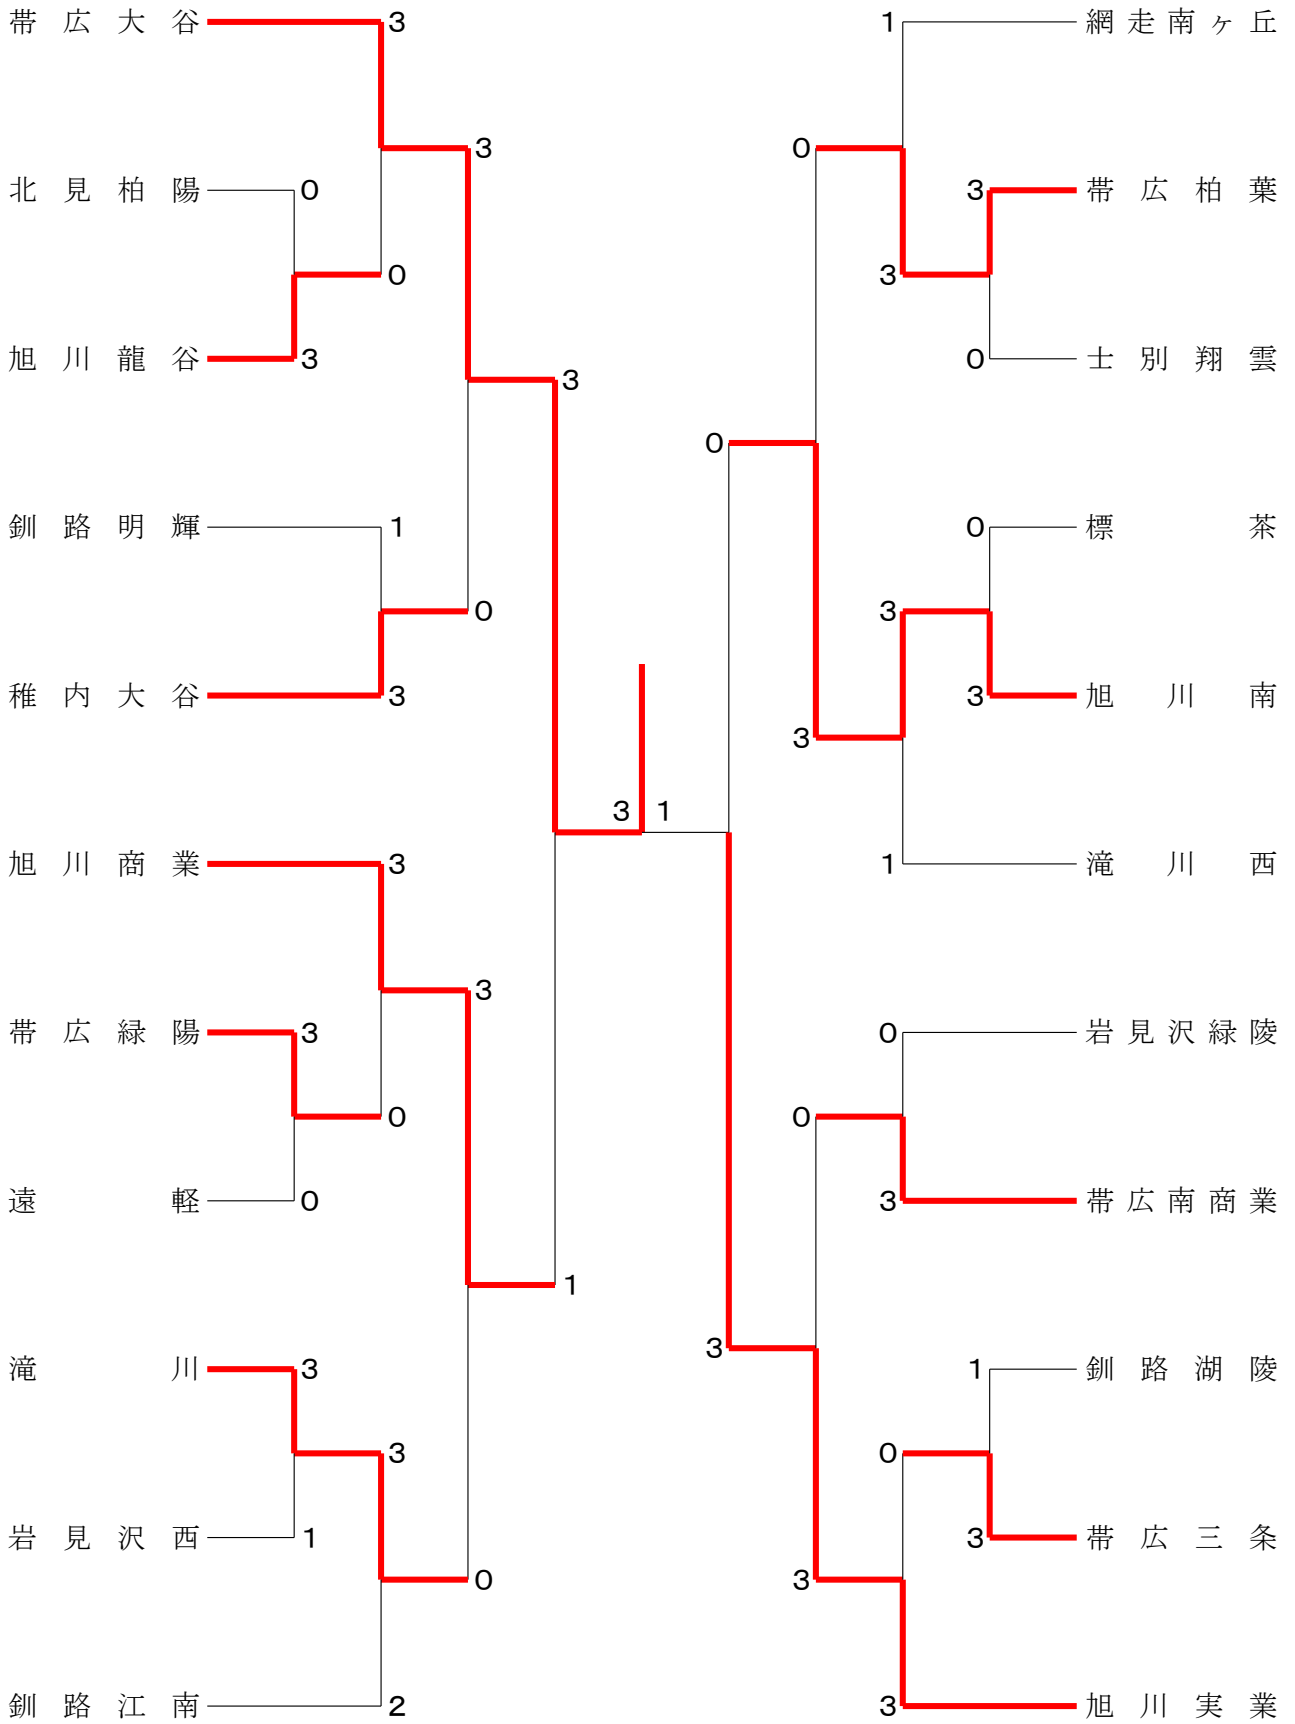 帯広大谷 3 1 網走南ヶ丘
3 0
北見柏陽 0 3 帯広柏葉
0 3
旭川龍谷 3 0 士別翔雲
3
0
釧路明輝 1 0 標茶
0 3
稚内大谷 3 3 旭川南
3
3 1
旭川商業 3 1 滝川西
3
帯広緑陽 3 0 岩見沢緑陵
0 0
遠軽 0 3 帯広南商業
1
3
滝川 3 1 釧路湖陵
3 0
岩見沢西 1 3 帯広三条
0 3
釧路江南 2 3 旭川実業